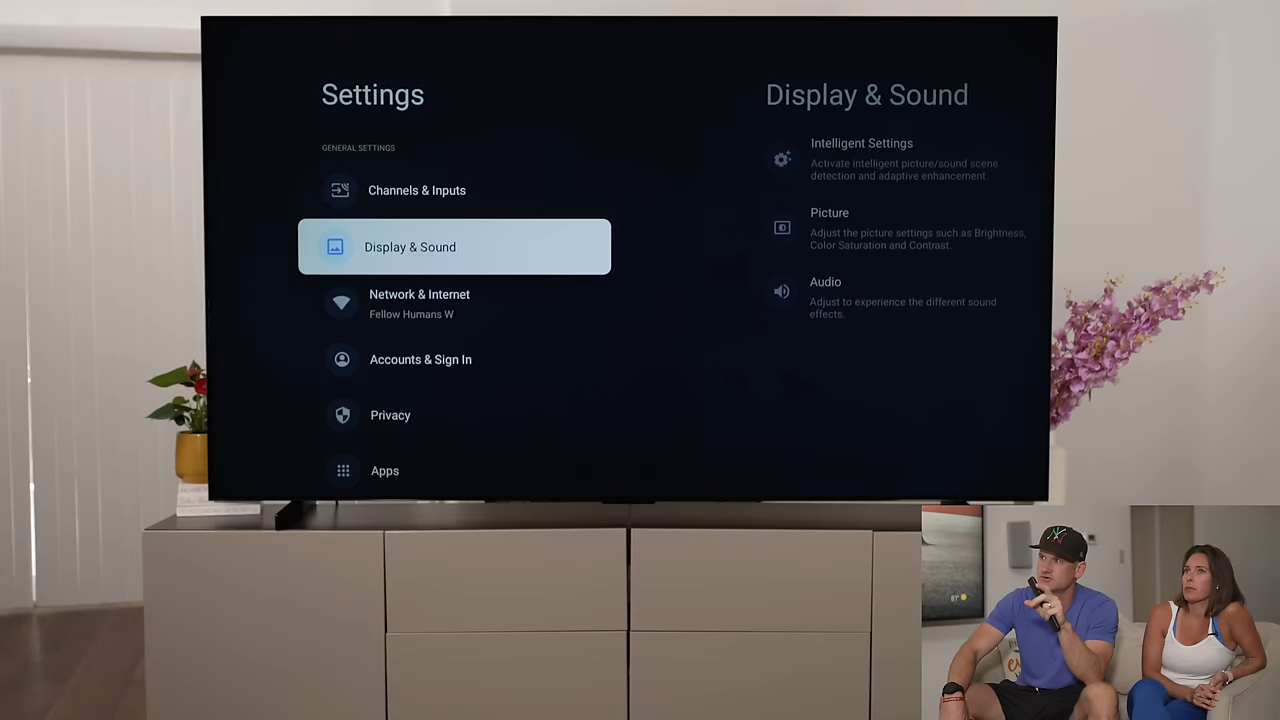 Settings
GENERAL SETTINGS
Channels & Inputs
Display & Sound
Network & Internet
Fellow Humans W
Accounts & Sign In
Privacy
Apps
Display & Sound
Intelligent Settings
Activate intelligent picture/sound scene
detection and adaptive enhancement.
Picture
Adjust the picture settings such as Brightness,
Color Saturation and Contrast.
Audio
Adjust to experience the different sound
effects.
81°